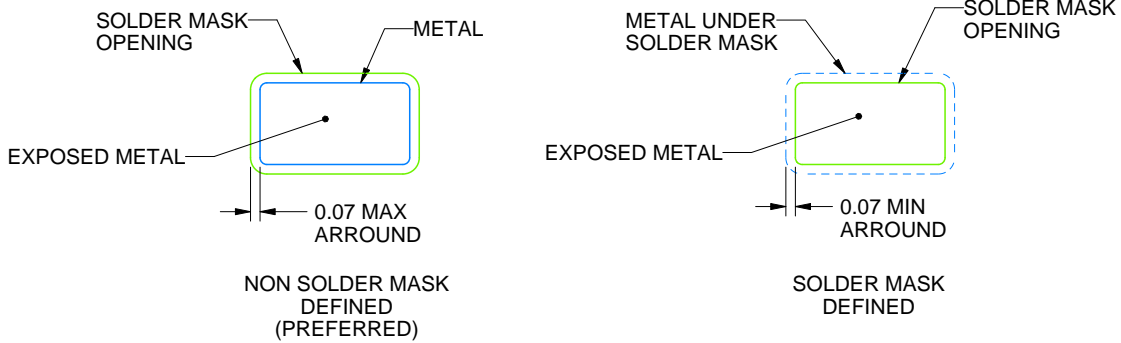 SOLDER MASK
OPENING
METAL
EXPOSED METAL
0.07 MAX
ARROUND
NON SOLDER MASK
DEFINED
(PREFERRED)
METAL UNDER
SOLDER MASK
SOLDER MASK
OPENING
EXPOSED METAL
0.07 MIN
ARROUND
SOLDER MASK
DEFINED